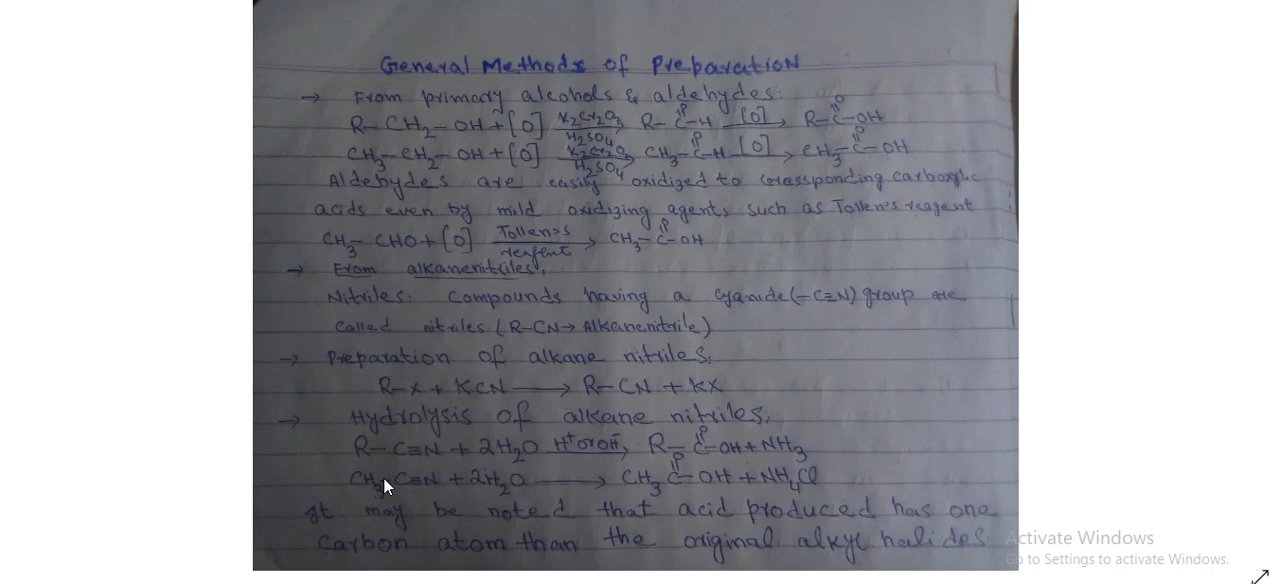 General Methods of Preparation
→ From primary alcohols & aldehydes:
R-CH₂-OH + [O] K₂Cr₂O₇/H₂SO₄→ R-C(=O)-H [O]→ R-C(=O)-OH
CH₃-CH₂-OH + [O] K₂Cr₂O₇/H₂SO₄→ CH₃-C(=O)-H [O]→ CH₃-C(=O)-OH
Aldehydes are easily oxidized to coressponding carboxylic
acids even by mild oxidizing agents such as Tollen's reagent
CH₃-CHO + [O] Tollen's/reagent→ CH₃-C(=O)-OH
→ From alkanenitriles,
Nitriles: Compounds having a cyanide (-C≡N) group are
called nitriles (R-CN → Alkanenitrile)
→ Preparation of alkane nitriles,
R-X + KCN → R-CN + KX
→ Hydrolysis of alkane nitriles,
R-C≡N + 2H₂O H⁺ or OH⁻→ R-C(=O)-OH + NH₃
CH₃ C≡N + 2H₂O → CH₃ C(=O)-OH + NH₄Cl
It may be noted that acid produced has one
carbon atom than the original alkyl halides
Activate Windows
Go to Settings to activate Windows.